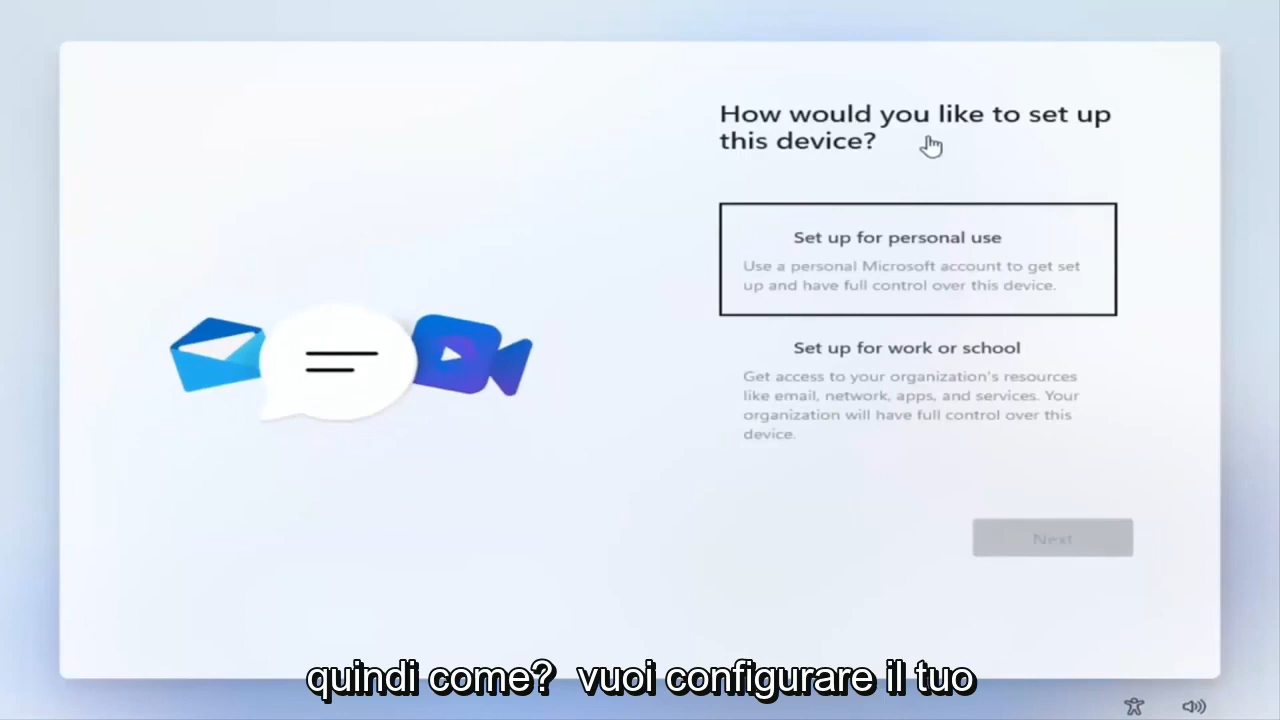 How would you like to set up
this device?
Set up for personal use
Use a personal Microsoft account to get set
up and have full control over this device.
Set up for work or school
Get access to your organization's resources
like email, network, apps, and services. Your
organization will have full control over this
device.
Next
quindi come? vuoi configurare il tuo